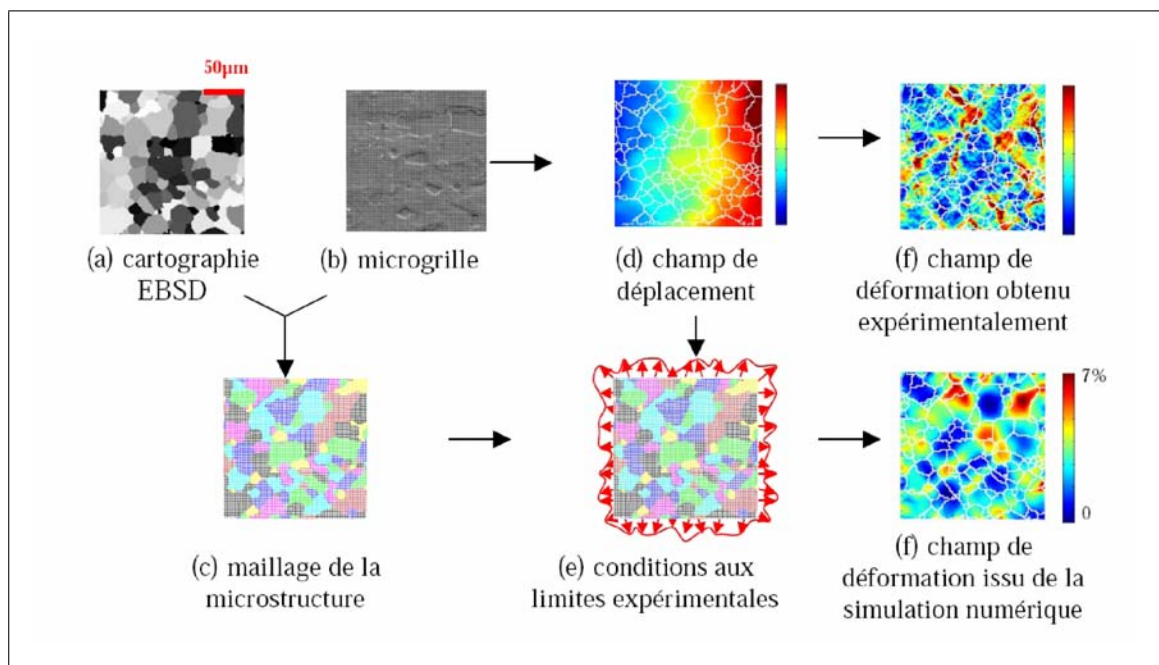 50μm
(a) cartographie
EBSD
(b) microgrille
(d) champ de
déplacement
(f) champ de
déformation obtenu
expérimentalement
(c) maillage de la
microstructure
(e) conditions aux
limites expérimentales
7%
0
(f) champ de
déformation issu de la
simulation numérique